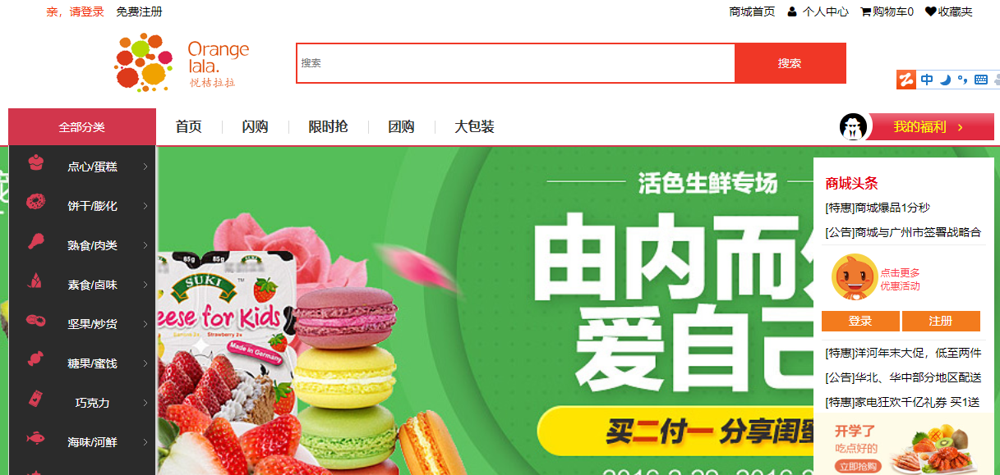 亲，请登录 免费注册
商城首页 个人中心 购物车0 收藏夹
Orange
lala.
悦桔拉拉
搜索 搜索
中
全部分类 首页 闪购 限时抢 团购 大包装 我的福利 >
点心/蛋糕 >
饼干/膨化 >
熟食/肉类 >
素食/卤味 >
坚果/炒货 >
糖果/蜜饯 >
巧克力 >
海味/河鲜 >
活色生鲜专场
由内而
爱自己
买二付一 分享闺蜜
85g 85g
SUKI
TM
eese for Kids
Strawberry 2x
Made in Germany
商城头条
[特惠]商城爆品1分秒
[公告]商城与广州市签署战略合
点击更多
优惠活动
登录 注册
[特惠]洋河年末大促，低至两件
[公告]华北、华中部分地区配送
[特惠]家电狂欢千亿礼券 买1送
开学了
吃点好的
立即抢购